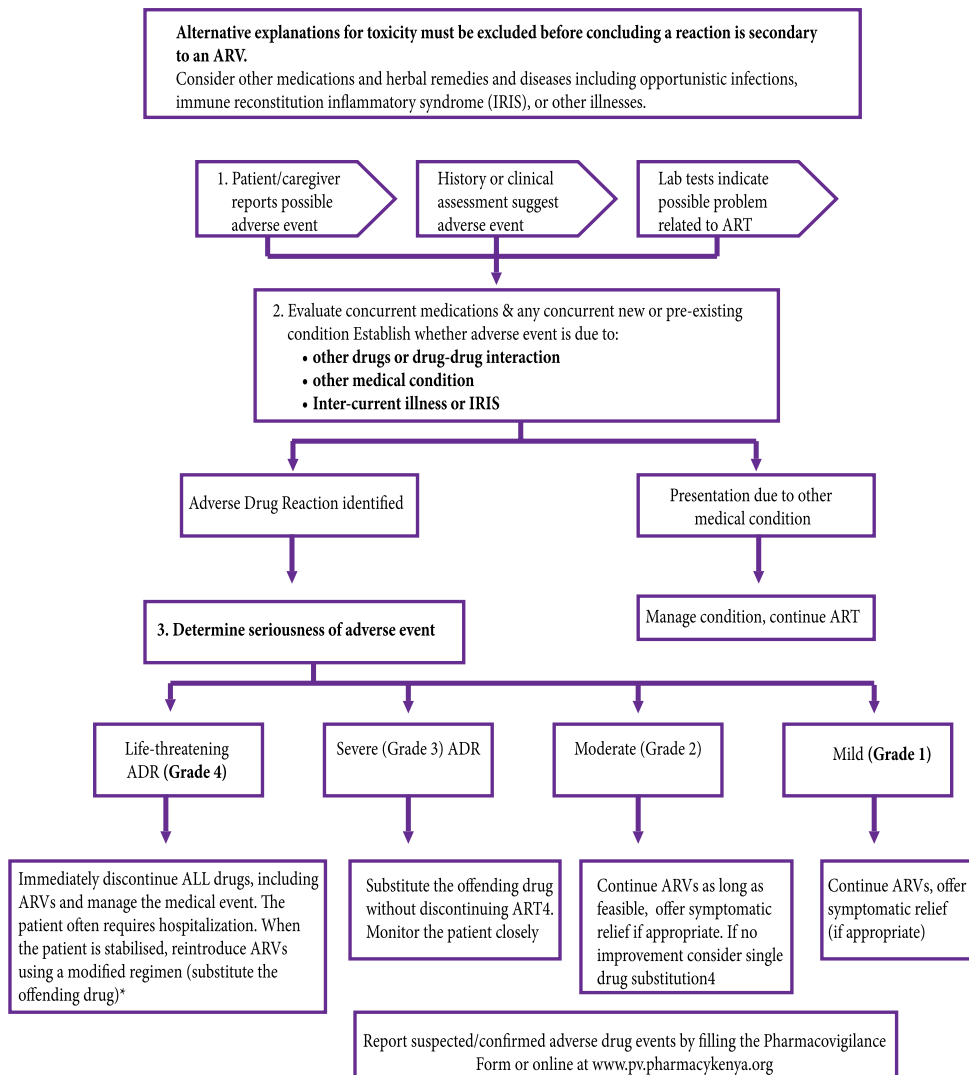 Alternative explanations for toxicity must be excluded before concluding a reaction is secondary
to an ARV.
Consider other medications and herbal remedies and diseases including opportunistic infections,
immune reconstitution inflammatory syndrome (IRIS), or other illnesses.
1. Patient/caregiver
reports possible
adverse event
History or clinical
assessment suggest
adverse event
Lab tests indicate
possible problem
related to ART
2. Evaluate concurrent medications & any concurrent new or pre-existing
condition Establish whether adverse event is due to:
• other drugs or drug-drug interaction
• other medical condition
• Inter-current illness or IRIS
Adverse Drug Reaction identified
Presentation due to other
medical condition
Manage condition, continue ART
3. Determine seriousness of adverse event
Life-threatening
ADR (Grade 4)
Severe (Grade 3) ADR
Moderate (Grade 2)
Mild (Grade 1)
Immediately discontinue ALL drugs, including
ARVs and manage the medical event. The
patient often requires hospitalization. When
the patient is stabilised, reintroduce ARVs
using a modified regimen (substitute the
offending drug)*
Substitute the offending drug
without discontinuing ART4.
Monitor the patient closely
Continue ARVs as long as
feasible, offer symptomatic
relief if appropriate. If no
improvement consider single
drug substitution4
Continue ARVs, offer
symptomatic relief
(if appropriate)
Report suspected/confirmed adverse drug events by filling the Pharmacovigilance
Form or online at www.pv.pharmacykenya.org